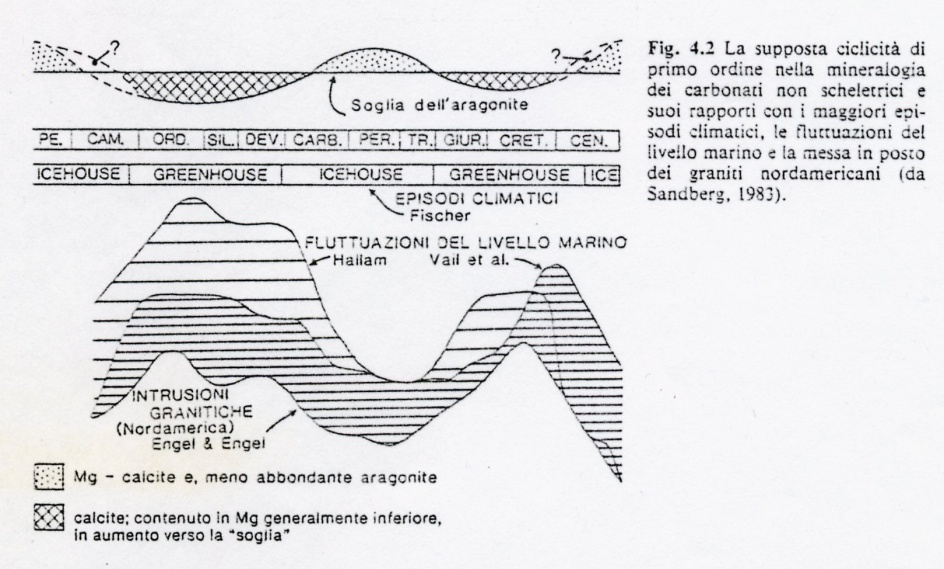 ?
?
Soglia dell'aragonite
PE. CAM. ORD. SIL. DEV. CARB. PER. TR. GIUR. CRET. CEN.
ICEHOUSE GREENHOUSE ICEHOUSE GREENHOUSE ICE
EPISODI CLIMATICI
Fischer
FLUTTUAZIONI DEL LIVELLO MARINO
Hallam Vail et al.
INTRUSIONI
GRANITICHE
(Nordamerica)
Engel & Engel
Mg - calcite e, meno abbondante aragonite
calcite; contenuto in Mg generalmente inferiore,
in aumento verso la "soglia"
Fig. 4.2 La supposta ciclicità di
primo ordine nella mineralogia
dei carbonati non scheletrici e
suoi rapporti con i maggiori epi-
sodi climatici, le fluttuazioni del
livello marino e la messa in posto
dei graniti nordamericani (da
Sandberg, 1983).